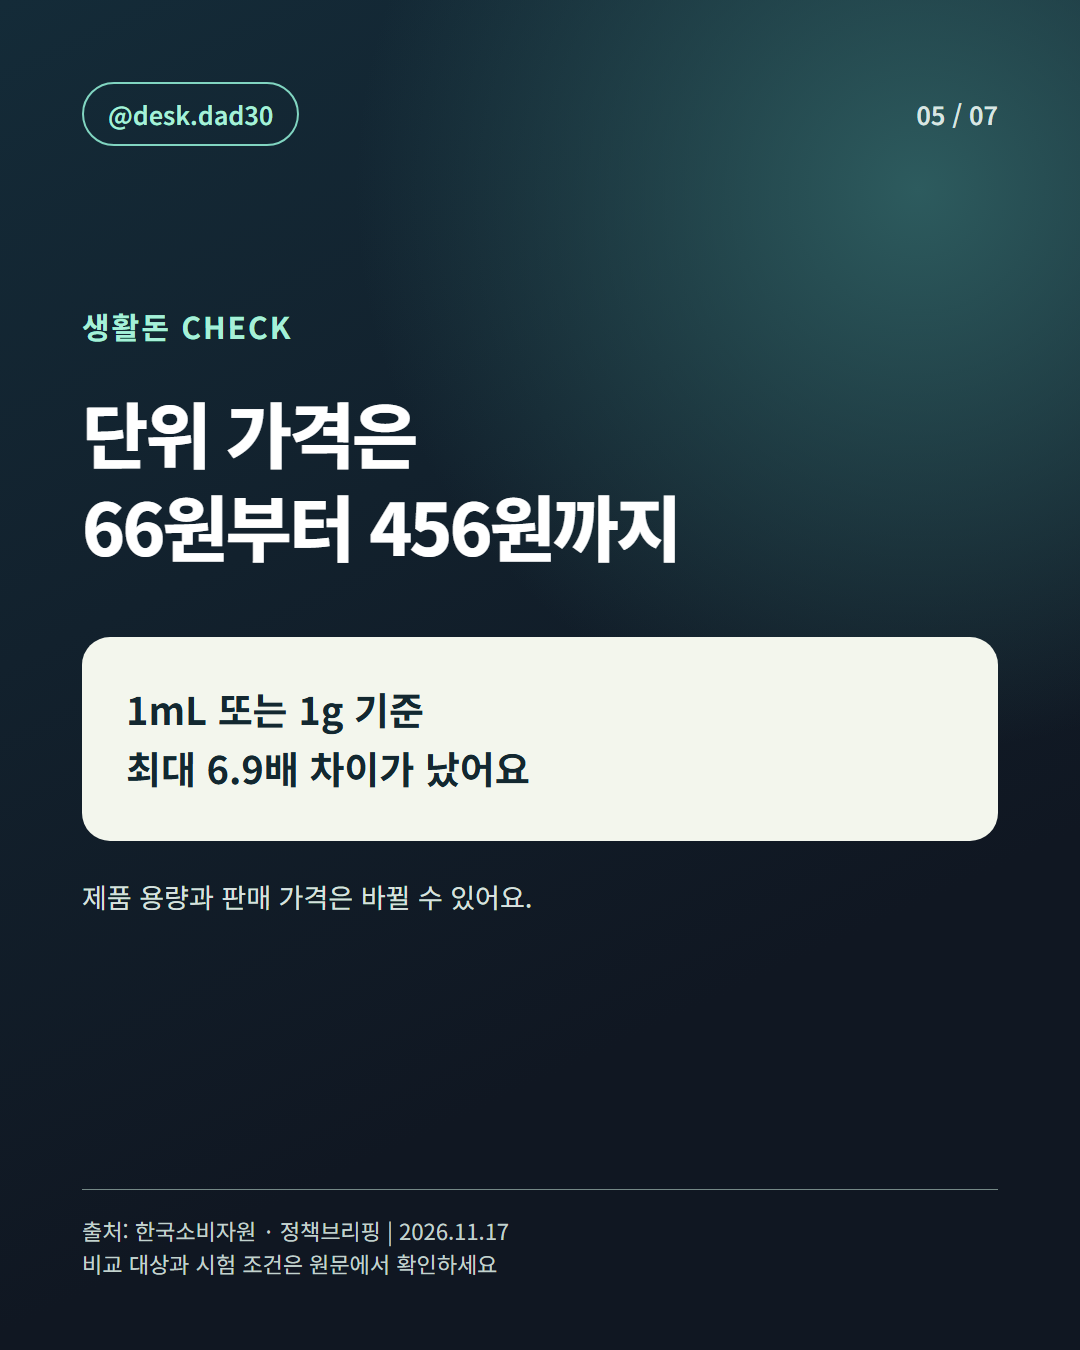 @desk.dad30
05 / 07
생활돈 CHECK
단위 가격은
66원부터 456원까지
1mL 또는 1g 기준
최대 6.9배 차이가 났어요
제품 용량과 판매 가격은 바뀔 수 있어요.
출처: 한국소비자원 · 정책브리핑 | 2026.11.17
비교 대상과 시험 조건은 원문에서 확인하세요